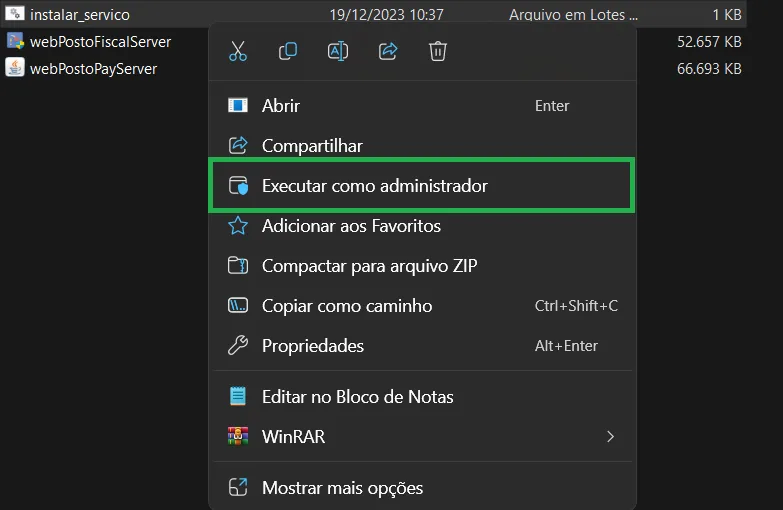 instalar_servico 19/12/2023 10:37 Arquivo em Lotes ... 1 KB
webPostoFiscalServer 52.657 KB
webPostoPayServer 66.693 KB
Abrir Enter
Compartilhar
Executar como administrador
Adicionar aos Favoritos
Compactar para arquivo ZIP
Copiar como caminho Ctrl+Shift+C
Propriedades Alt+Enter
Editar no Bloco de Notas
WinRAR
Mostrar mais opções